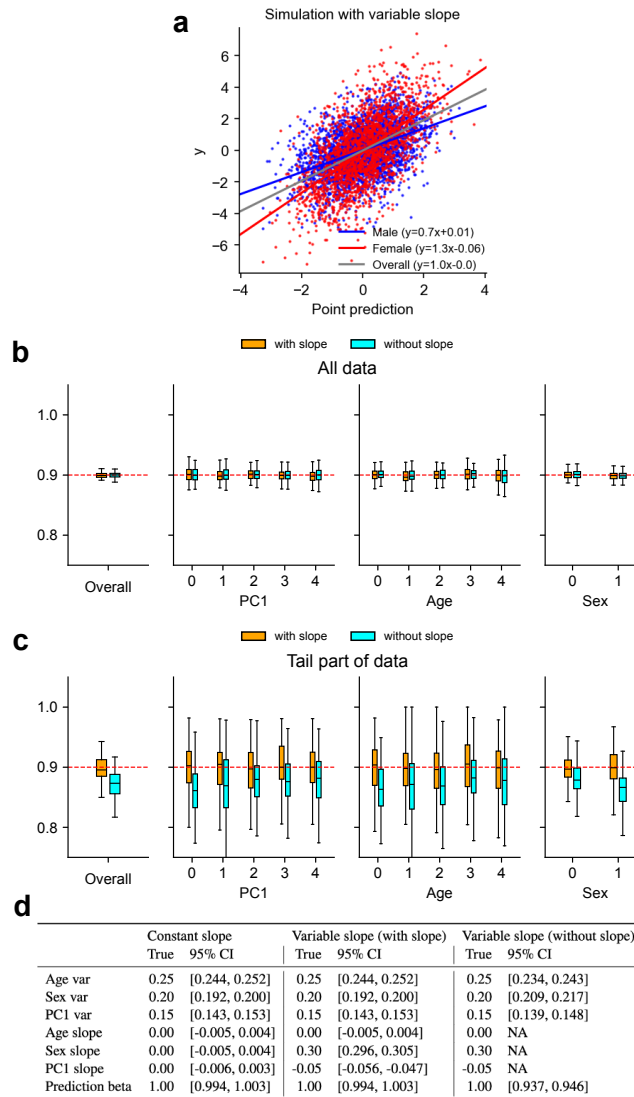 a
Simulation with variable slope
6
4
2
0
−2
−4
−6
y
Male (y=0.7x+0.01)
Female (y=1.3x-0.06)
Overall (y=1.0x-0.0)
−4 −2 0 2 4
Point prediction
b
with slope without slope
All data
1.0
0.9
0.8
0 1 2 3 4 0 1 2 3 4 0 1
Overall PC1 Age Sex
with slope without slope
c
Tail part of data
1.0
0.9
0.8
0 1 2 3 4 0 1 2 3 4 0 1
Overall PC1 Age Sex
d
Constant slope Variable slope (with slope) Variable slope (without slope)
True 95% CI True 95% CI True 95% CI
Age var 0.25 [0.244, 0.252] 0.25 [0.244, 0.252] 0.25 [0.234, 0.243]
Sex var 0.20 [0.192, 0.200] 0.20 [0.192, 0.200] 0.20 [0.209, 0.217]
PC1 var 0.15 [0.143, 0.153] 0.15 [0.143, 0.153] 0.15 [0.139, 0.148]
Age slope 0.00 [-0.005, 0.004] 0.00 [-0.005, 0.004] 0.00 NA
Sex slope 0.00 [-0.005, 0.004] 0.30 [0.296, 0.305] 0.30 NA
PC1 slope 0.00 [-0.006, 0.003] -0.05 [-0.056, -0.047] -0.05 NA
Prediction beta 1.00 [0.994, 1.003] 1.00 [0.994, 1.003] 1.00 [0.937, 0.946]